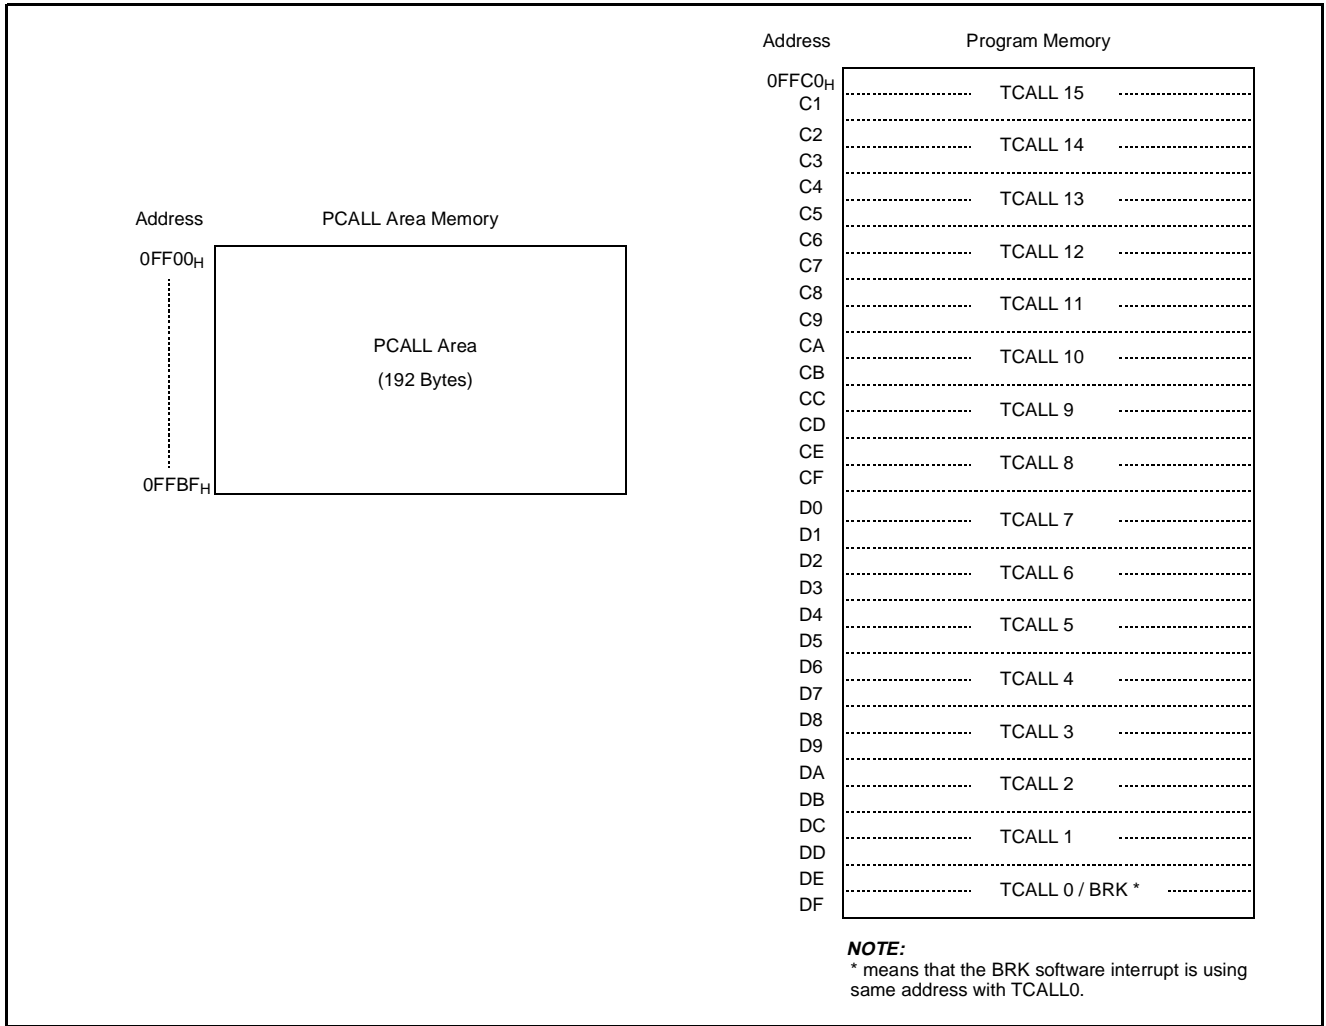 Address PCALL Area Memory
0FF00H
PCALL Area
(192 Bytes)
0FFBFH
Address Program Memory
0FFC0H
TCALL 15
C1
C2
TCALL 14
C3
C4
TCALL 13
C5
C6
TCALL 12
C7
C8
TCALL 11
C9
CA
TCALL 10
CB
CC
TCALL 9
CD
CE
TCALL 8
CF
D0
TCALL 7
D1
D2
TCALL 6
D3
D4
TCALL 5
D5
D6
TCALL 4
D7
D8
TCALL 3
D9
DA
TCALL 2
DB
DC
TCALL 1
DD
DE
TCALL 0 / BRK *
DF
NOTE:
* means that the BRK software interrupt is using
same address with TCALL0.